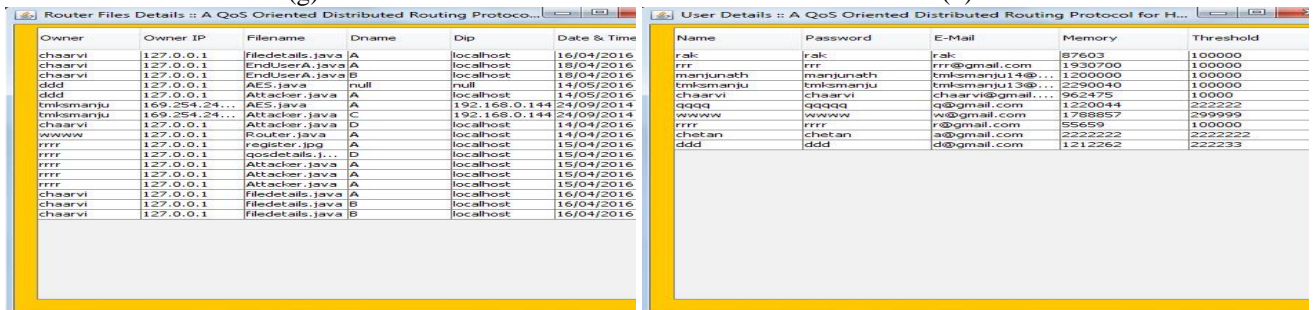 (g)
Router Files Details :: A QoS Oriented Distributed Routing Protoco...
Owner Owner IP Filename Dname Dip Date & Time
chaarvi 127.0.0.1 filedetails.java A localhost 16/04/2016
chaarvi 127.0.0.1 EndUserA.java A localhost 18/04/2016
chaarvi 127.0.0.1 EndUserA.java B localhost 18/04/2016
ddd 127.0.0.1 AES.java null null 14/05/2016
ddd 127.0.0.1 Attacker.java A localhost 14/05/2016
tmksmanju 169.254.24... AES.java A 192.168.0.144 24/09/2014
tmksmanju 169.254.24... Attacker.java C 192.168.0.144 24/09/2014
chaarvi 127.0.0.1 Attacker.java D localhost 14/04/2016
wwww 127.0.0.1 Router.java A localhost 14/04/2016
rrrr 127.0.0.1 register.jpg A localhost 15/04/2016
rrrr 127.0.0.1 qosdetails.j... D localhost 15/04/2016
rrrr 127.0.0.1 Attacker.java A localhost 15/04/2016
rrrr 127.0.0.1 Attacker.java A localhost 15/04/2016
rrrr 127.0.0.1 Attacker.java A localhost 15/04/2016
chaarvi 127.0.0.1 filedetails.java A localhost 16/04/2016
chaarvi 127.0.0.1 filedetails.java B localhost 16/04/2016
chaarvi 127.0.0.1 filedetails.java B localhost 16/04/2016
User Details :: A QoS Oriented Distributed Routing Protocol for H...
Name Password E-Mail Memory Threshold
rak rak rak 87603 100000
rrr rrr rrr@gmail.com 1930700 100000
manjunath manjunath tmksmanju14@... 1200000 100000
tmksmanju tmksmanju tmksmanju13@... 2290040 100000
chaarvi chaarvi chaarvi@gmail.... 962475 10000
qqqq qqqqq q@gmail.com 1220044 222222
wwww wwww w@gmail.com 1788857 299999
rrrr rrrr r@gmail.com 55659 100000
chetan chetan a@gmail.com 2222222 2222222
ddd ddd d@gmail.com 1212262 222233